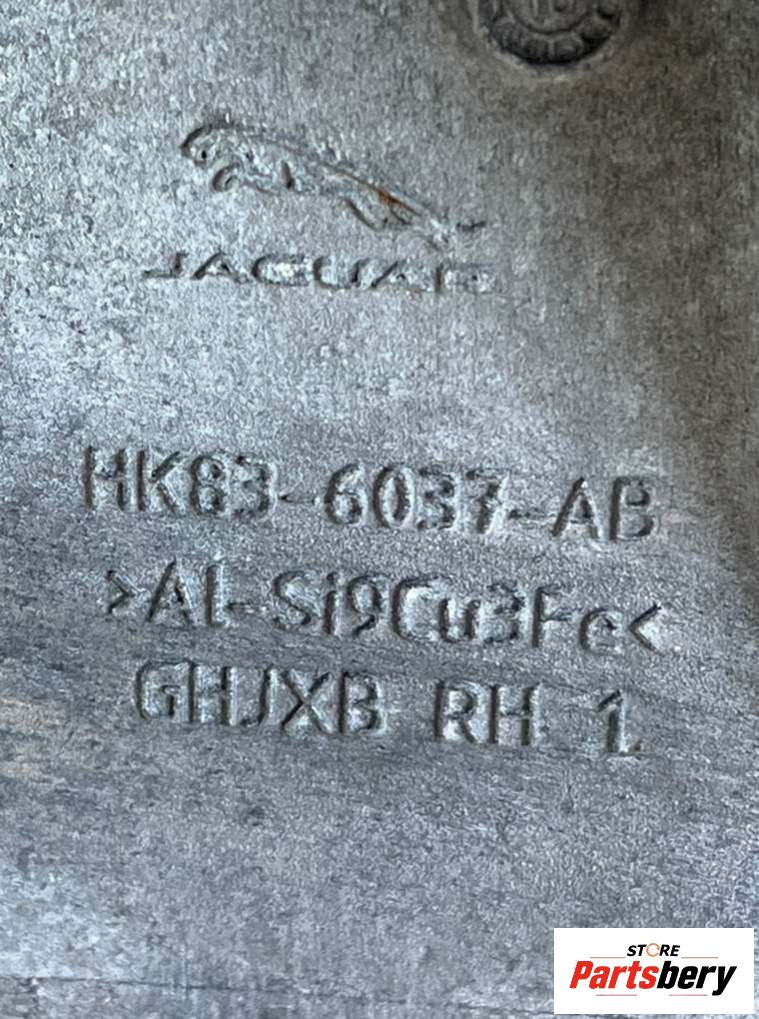 JAGUAR
HK83-6037-AB
>Al-Si9Cu3Fe<
GHJXB RH 1
STORE
Partsbery